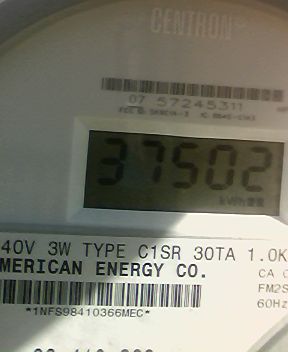 CENTRON
07 57245311
37502
kWh
40V 3W TYPE C1SR 30TA 1.0K
MERICAN ENERGY CO.
CA
FM2S
60Hz
*1NFS98410366MEC*